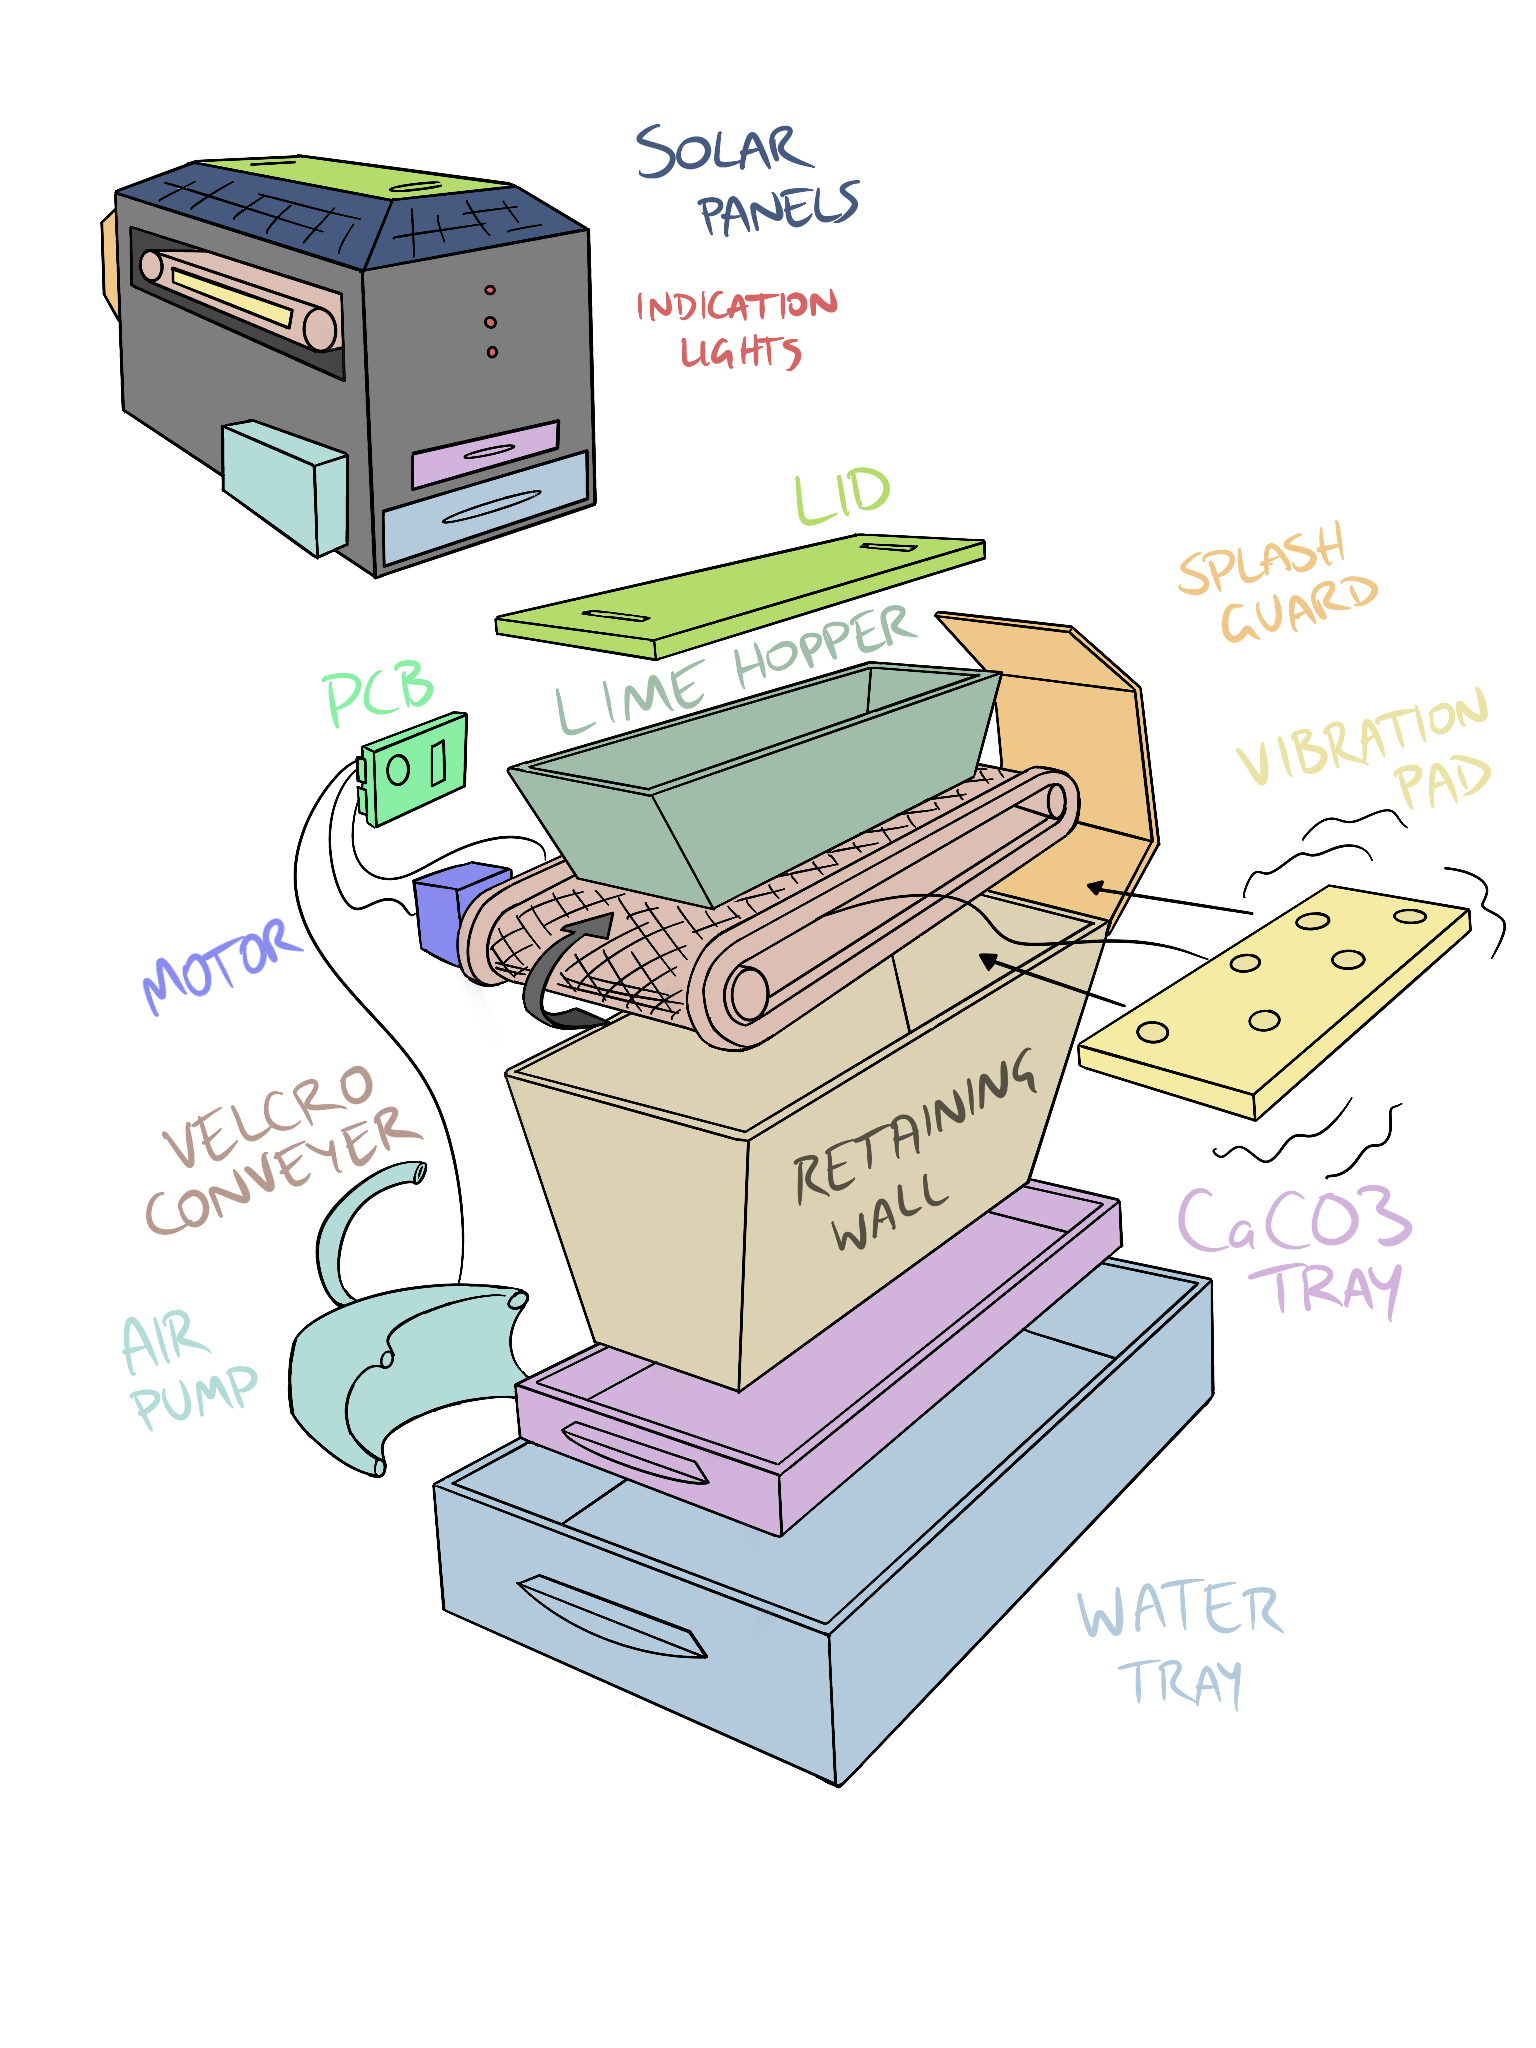 SOLAR
PANELS
INDICATION
LIGHTS
LID
SPLASH
GUARD
LIME HOPPER
PCB
VIBRATION
PAD
MOTOR
VELCRO
CONVEYER
RETAINING
WALL
CaCO3
TRAY
AIR
PUMP
WATER
TRAY